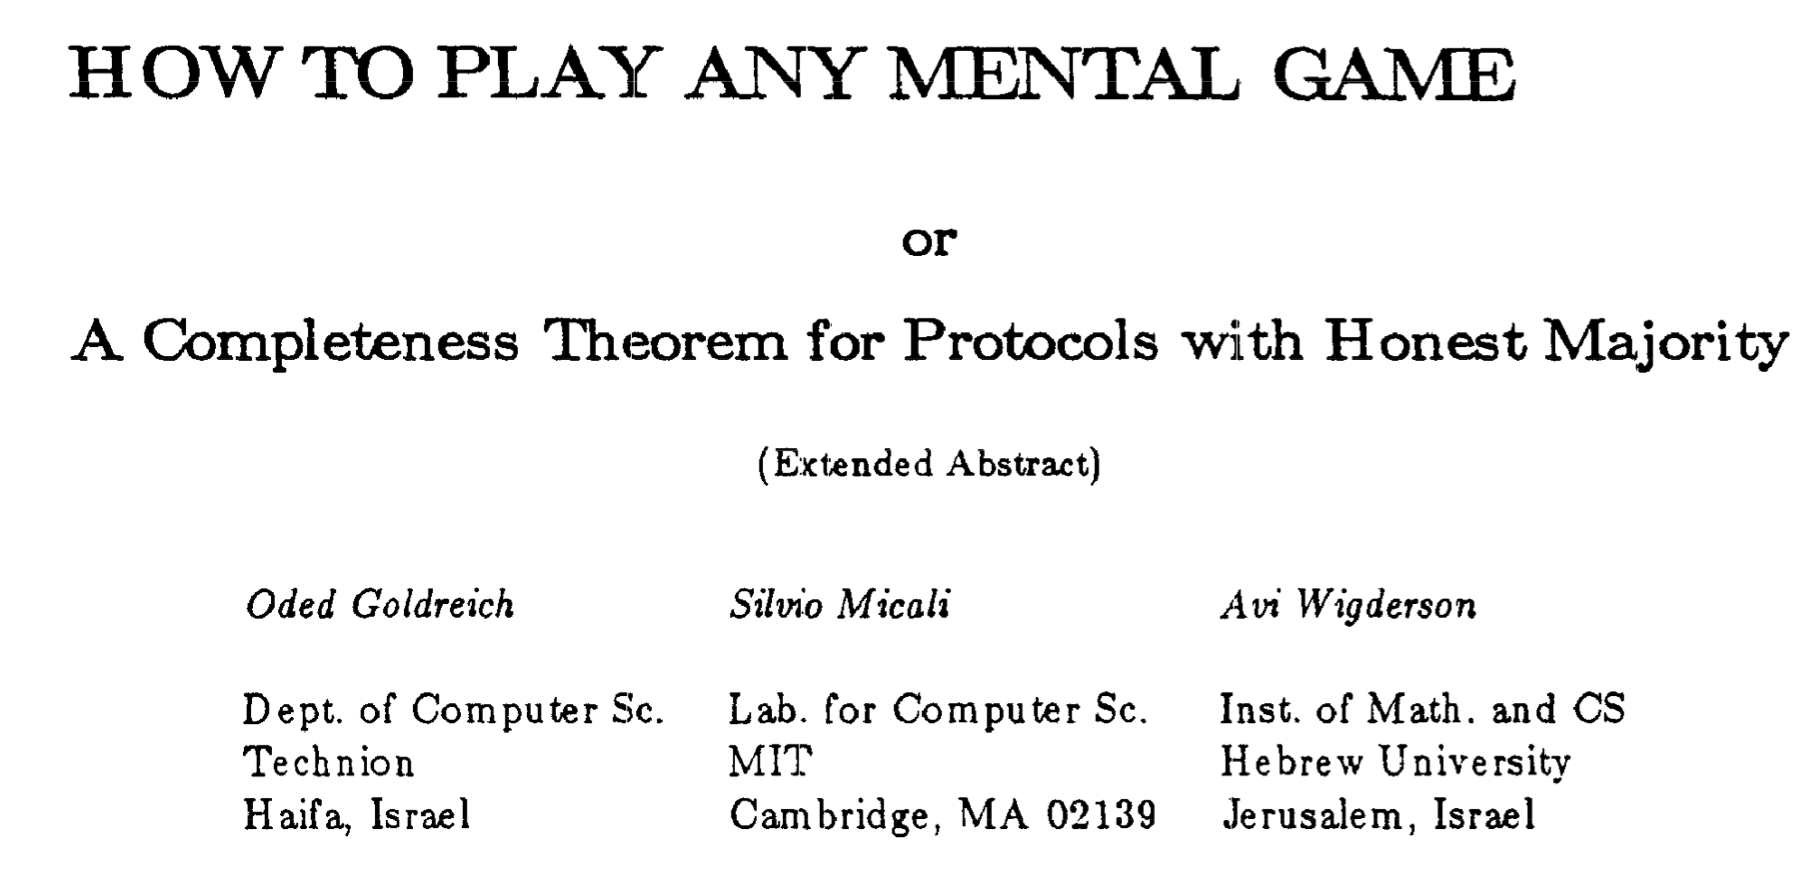 HOW TO PLAY ANY MENTAL GAME
or
A Completeness Theorem for Protocols with Honest Majority
(Extended Abstract)
Oded Goldreich Silvio Micali Avi Wigderson
Dept. of Computer Sc. Lab. for Computer Sc. Inst. of Math. and CS
Technion MIT Hebrew University
Haifa, Israel Cambridge, MA 02139 Jerusalem, Israel